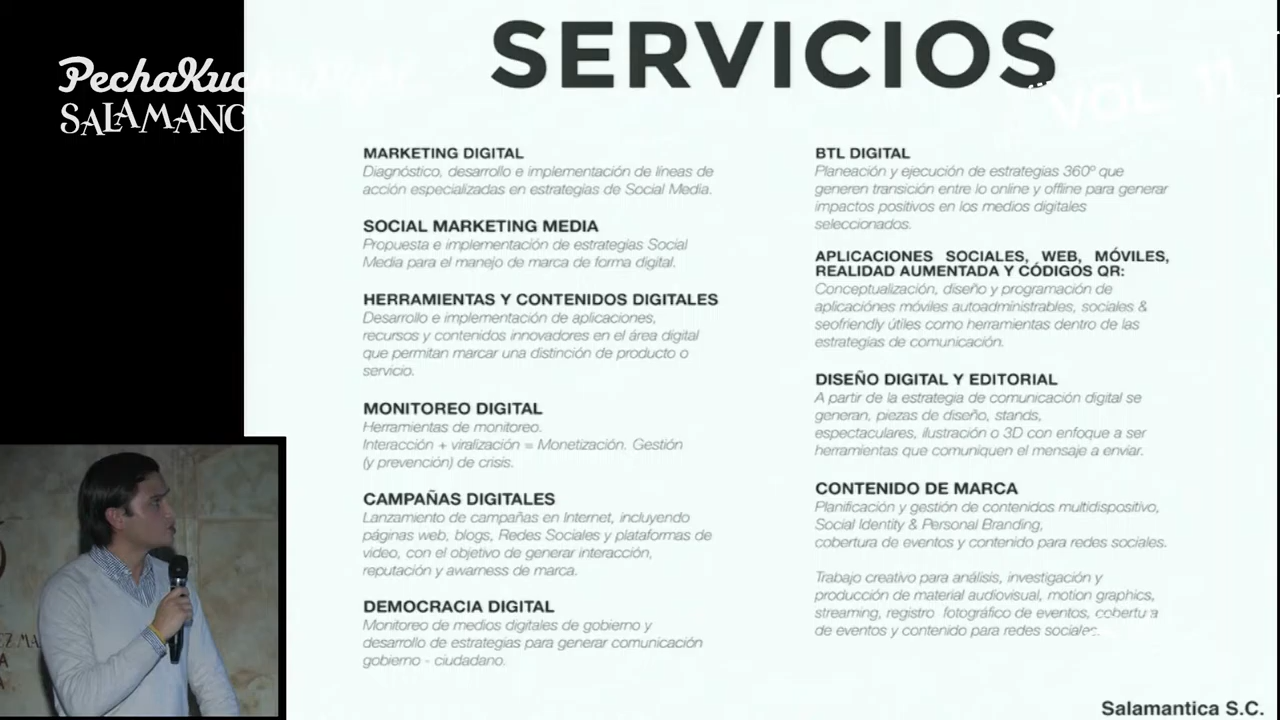 SERVICIOS
PechaKucha
SALAMANC
VOL 11
MARKETING DIGITAL
Diagnóstico, desarrollo e implementación de líneas de
acción especializadas en estrategias de Social Media.
SOCIAL MARKETING MEDIA
Propuesta e implementación de estrategias Social
Media para el manejo de marca de forma digital.
HERRAMIENTAS Y CONTENIDOS DIGITALES
Desarrollo e implementación de aplicaciones,
recursos y contenidos innovadores en el área digital
que permitan marcar una distinción de producto o
servicio.
MONITOREO DIGITAL
Herramientas de monitoreo.
Interacción + viralización = Monetización. Gestión
(y prevención) de crisis.
CAMPAÑAS DIGITALES
Lanzamiento de campañas en Internet, incluyendo
páginas web, blogs, Redes Sociales y plataformas de
video, con el objetivo de generar interacción,
reputación y awarness de marca.
DEMOCRACIA DIGITAL
Monitoreo de medios digitales de gobierno y
desarrollo de estrategias para generar comunicación
gobierno - ciudadano.
BTL DIGITAL
Planeación y ejecución de estrategias 360º que
generen transición entre lo online y offline para generar
impactos positivos en los medios digitales
seleccionados.
APLICACIONES SOCIALES, WEB, MÓVILES,
REALIDAD AUMENTADA Y CÓDIGOS QR:
Conceptualización, diseño y programación de
aplicaciónes móviles autoadministrables, sociales &
seofriendly útiles como herramientas dentro de las
estrategias de comunicación.
DISEÑO DIGITAL Y EDITORIAL
A partir de la estrategia de comunicación digital se
generan, piezas de diseño, stands,
espectaculares, ilustración o 3D con enfoque a ser
herramientas que comuniquen el mensaje a enviar.
CONTENIDO DE MARCA
Planificación y gestión de contenidos multidispositivo,
Social Identity & Personal Branding,
cobertura de eventos y contenido para redes sociales.
Trabajo creativo para análisis, investigación y
producción de material audiovisual, motion graphics,
streaming, registro fotográfico de eventos, cobertura
de eventos y contenido para redes sociales.
Salamantica S.C.